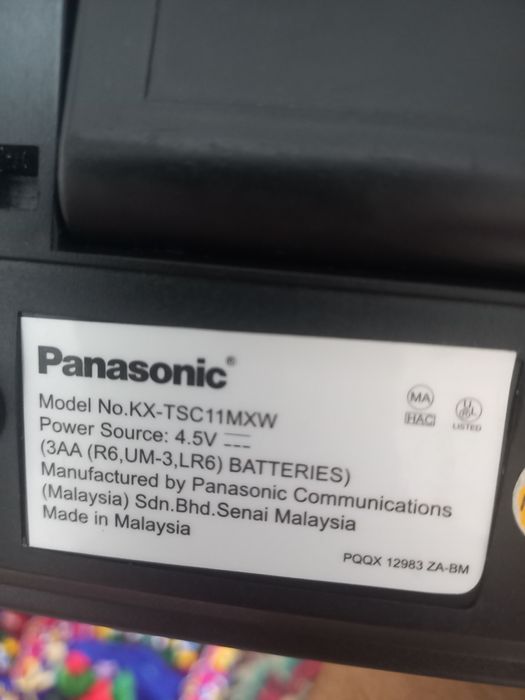 Panasonic®
Model No.KX-TSC11MXW
Power Source: 4.5V ⎓
(3AA (R6,UM-3,LR6) BATTERIES)
Manufactured by Panasonic Communications
(Malaysia) Sdn.Bhd.Senai Malaysia
Made in Malaysia
MA
HAC
UL
LISTED
PQQX 12983 ZA-BM